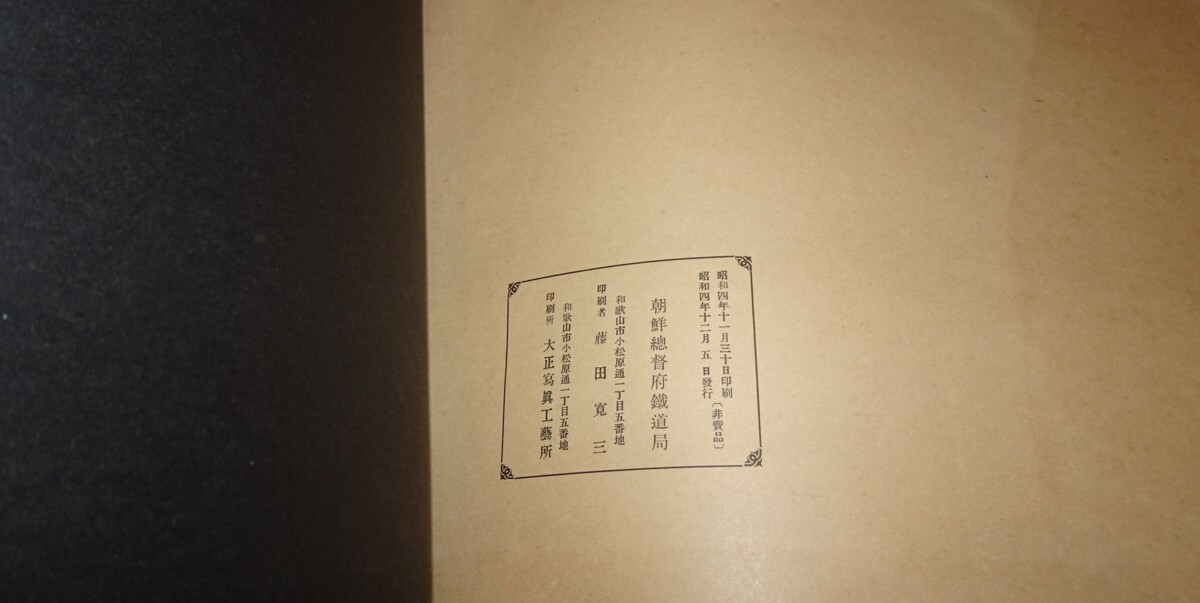 昭和四年十一月三十日印刷
昭和四年十二月五日發行
〔非賣品〕
朝鮮總督府鐵道局
和歌山市小松原通一丁目五番地
印刷者 藤田寬三
和歌山市小松原通一丁目五番地
印刷所 大正寫眞工藝所